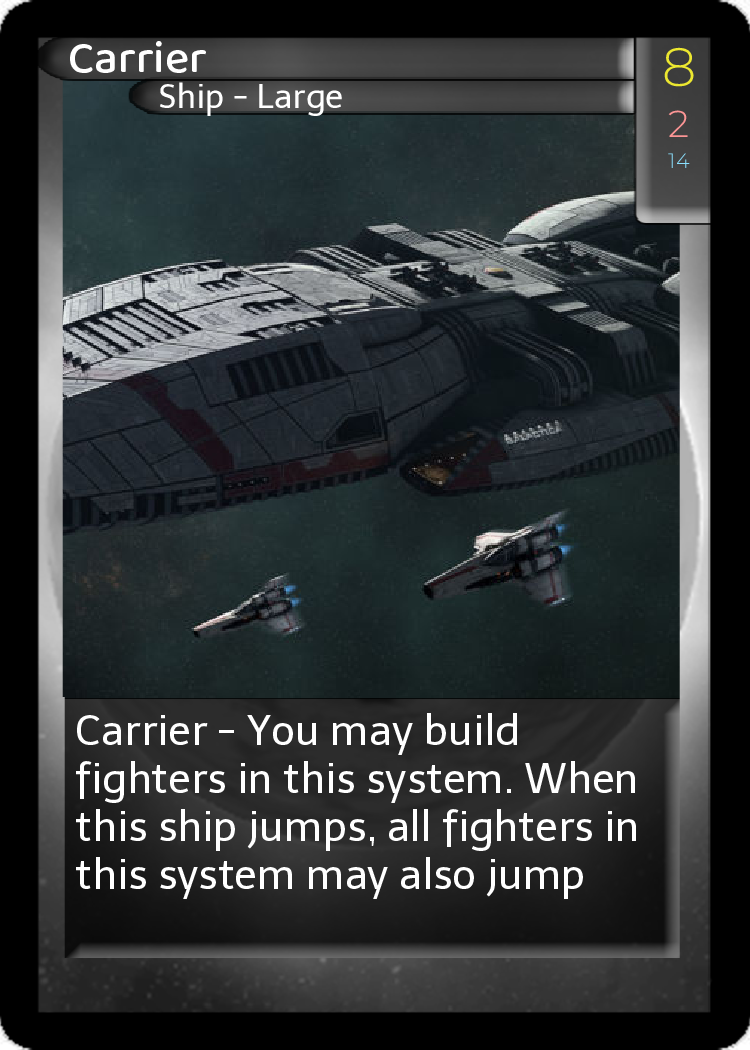 Carrier
8
Ship - Large
2
14
Carrier - You may build
fighters in this system. When
this ship jumps, all fighters in
this system may also jump